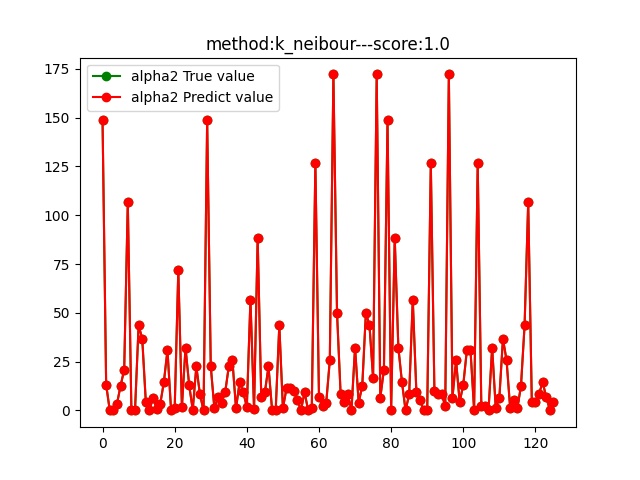 method:k_neibour---score:1.0
alpha2 True value
alpha2 Predict value
175
150
125
100
75
50
25
0
0 20 40 60 80 100 120